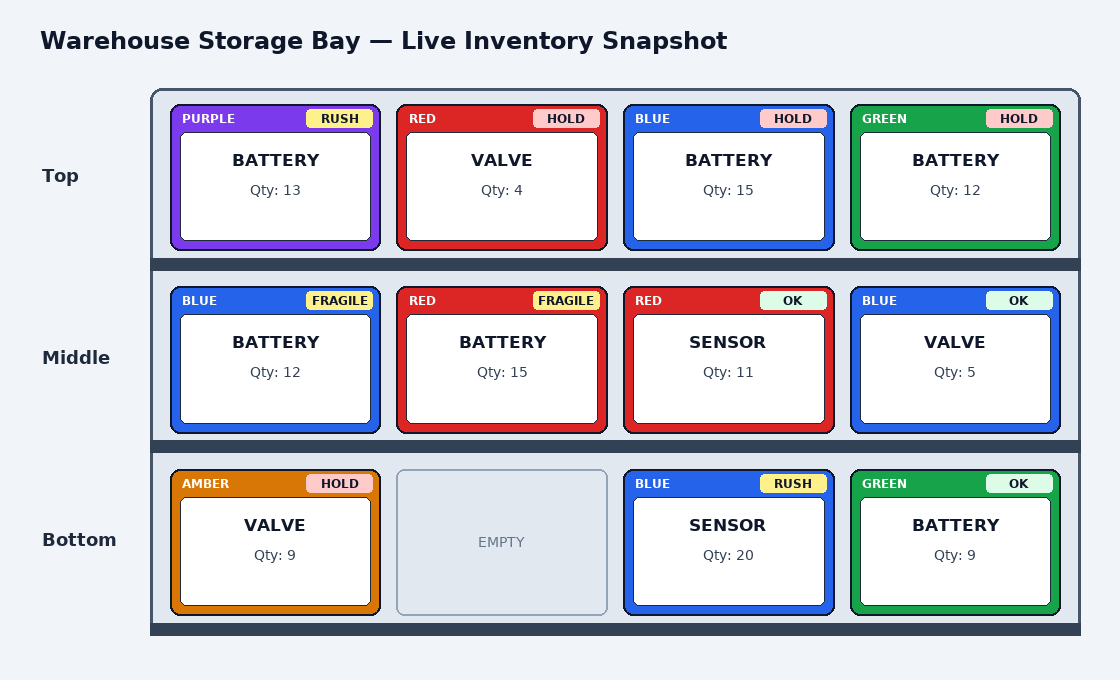 Warehouse Storage Bay — Live Inventory Snapshot
Top
PURPLE RUSH
BATTERY
Qty: 13
RED HOLD
VALVE
Qty: 4
BLUE HOLD
BATTERY
Qty: 15
GREEN HOLD
BATTERY
Qty: 12
Middle
BLUE FRAGILE
BATTERY
Qty: 12
RED FRAGILE
BATTERY
Qty: 15
RED OK
SENSOR
Qty: 11
BLUE OK
VALVE
Qty: 5
Bottom
AMBER HOLD
VALVE
Qty: 9
EMPTY
BLUE RUSH
SENSOR
Qty: 20
GREEN OK
BATTERY
Qty: 9